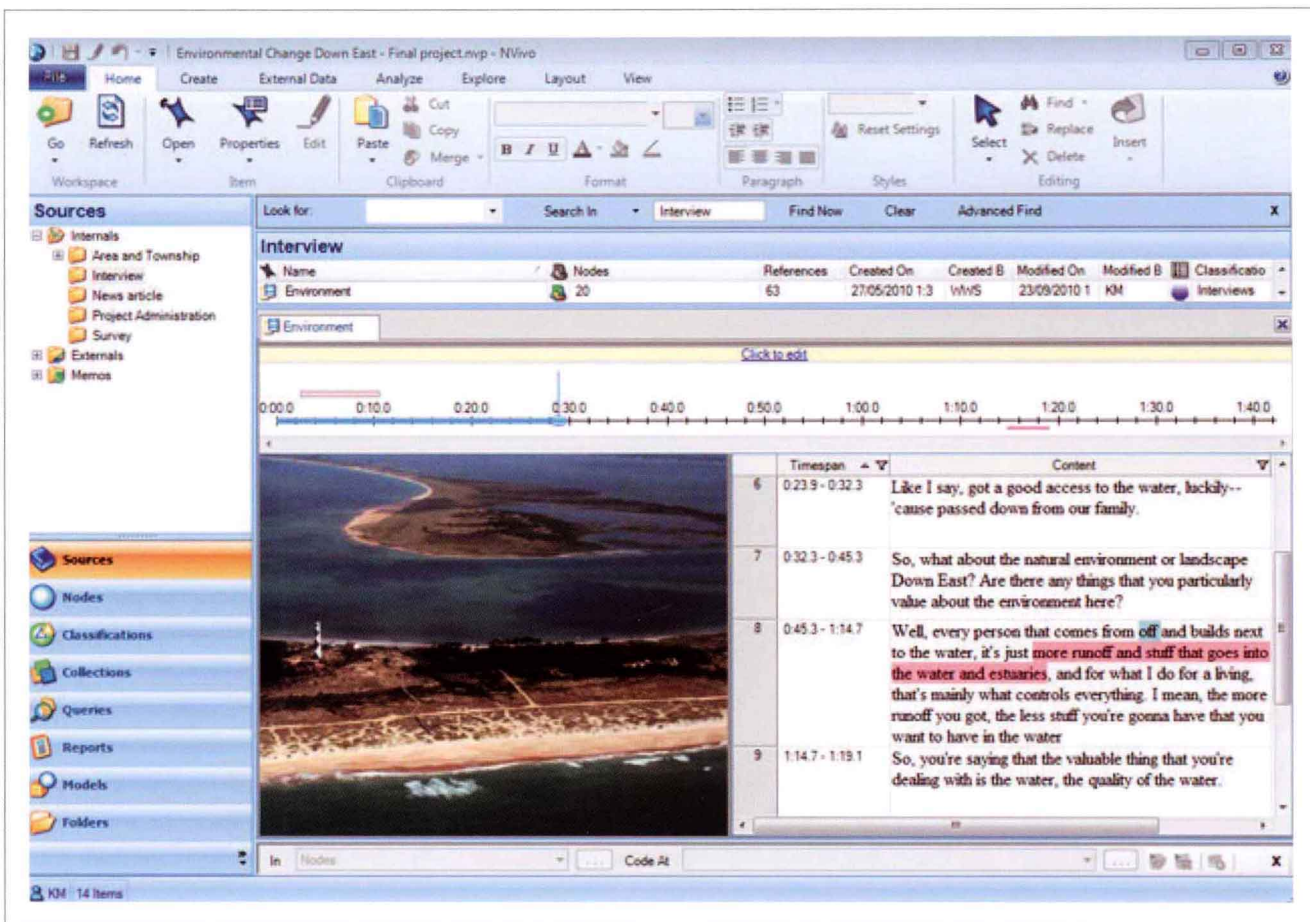 Environmental Change Down East - Final project.nvp - NVivo
File Home Create External Data Analyze Explore Layout View
Go Refresh Open Properties Edit Paste Cut Copy Merge
B I U
Reset Settings Select Find Replace Delete Insert
Workspace Item Clipboard Format Paragraph Styles Editing
Sources
Internals
Area and Township
Interview
News article
Project Administration
Survey
Externals
Memos
Sources
Nodes
Classifications
Collections
Queries
Reports
Models
Folders
Look for: Search In Interview Find Now Clear Advanced Find X
Interview
Name Nodes References Created On Created B Modified On Modified B Classificatio
Environment 20 63 27/05/2010 1:3 WWS 23/09/2010 1 KM Interviews
Environment
Click to edit
0:00.0 0:10.0 0:20.0 0:30.0 0:40.0 0:50.0 1:00.0 1:10.0 1:20.0 1:30.0 1:40.0
Timespan Content
6 0:23.9 - 0:32.3 Like I say, got a good access to the water, luckily--
'cause passed down from our family.
7 0:32.3 - 0:45.3 So, what about the natural environment or landscape
Down East? Are there any things that you particularly
value about the environment here?
8 0:45.3 - 1:14.7 Well, every person that comes from off and builds next
to the water, it's just more runoff and stuff that goes into
the water and estuaries, and for what I do for a living,
that's mainly what controls everything. I mean, the more
runoff you got, the less stuff you're gonna have that you
want to have in the water
9 1:14.7 - 1:19.1 So, you're saying that the valuable thing that you're
dealing with is the water, the quality of the water.
In Nodes ... Code At ... X
KM 14 Items